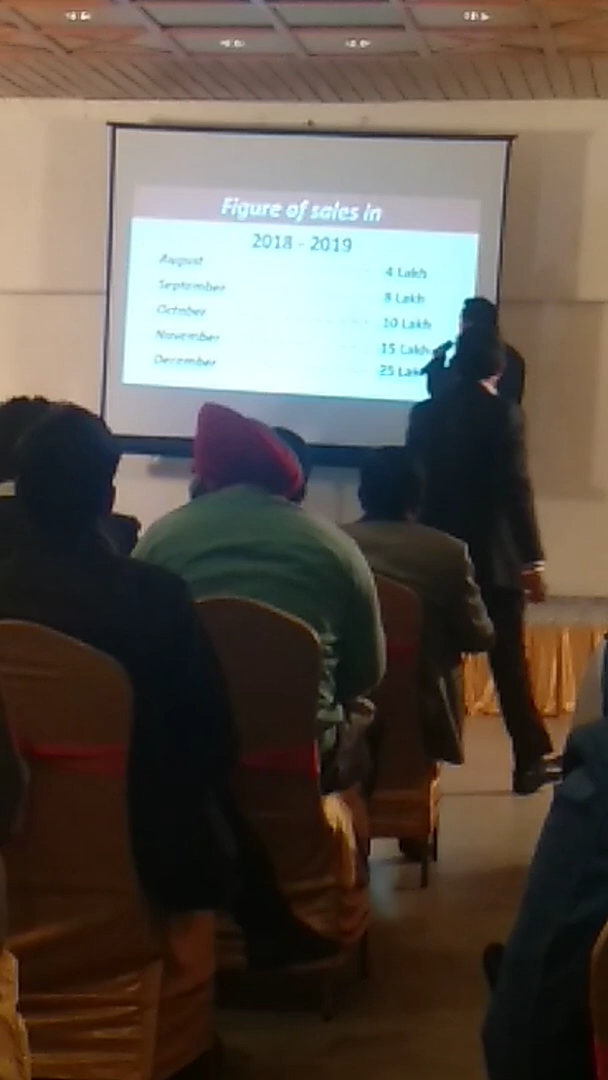 Figure of sales in
2018 - 2019
August 4 Lakh
September 8 Lakh
October 10 Lakh
November 15 Lakh
December 25